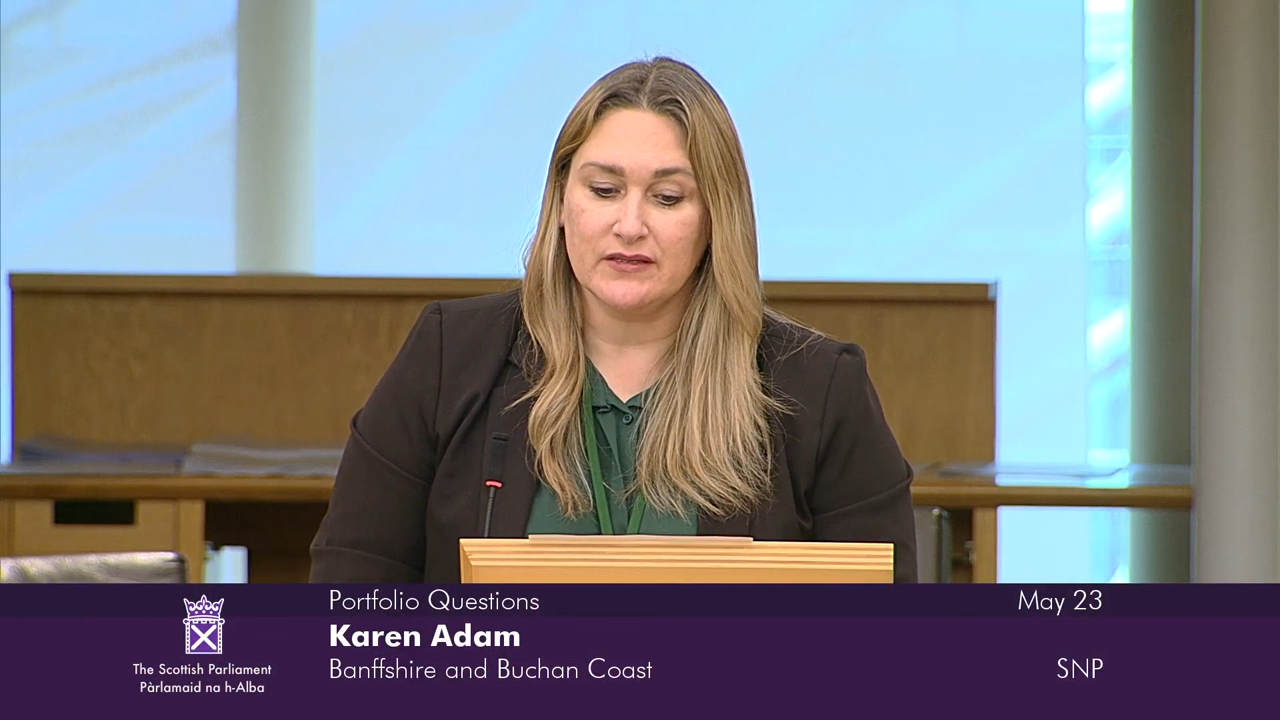 Portfolio Questions
May 23
Karen Adam
Banffshire and Buchan Coast
SNP
The Scottish Parliament
Pàrlamaid na h-Alba